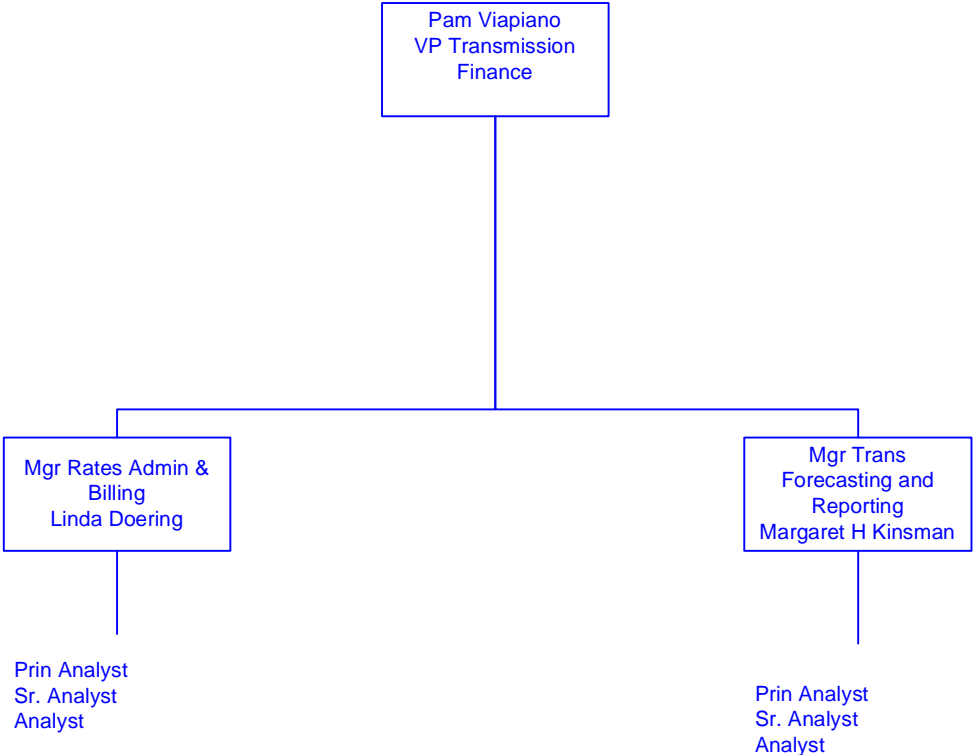 Pam Viapiano
VP Transmission
Finance
Mgr Rates Admin &
Billing
Linda Doering
Mgr Trans
Forecasting and
Reporting
Margaret H Kinsman
Prin Analyst
Sr. Analyst
Analyst
Prin Analyst
Sr. Analyst
Analyst